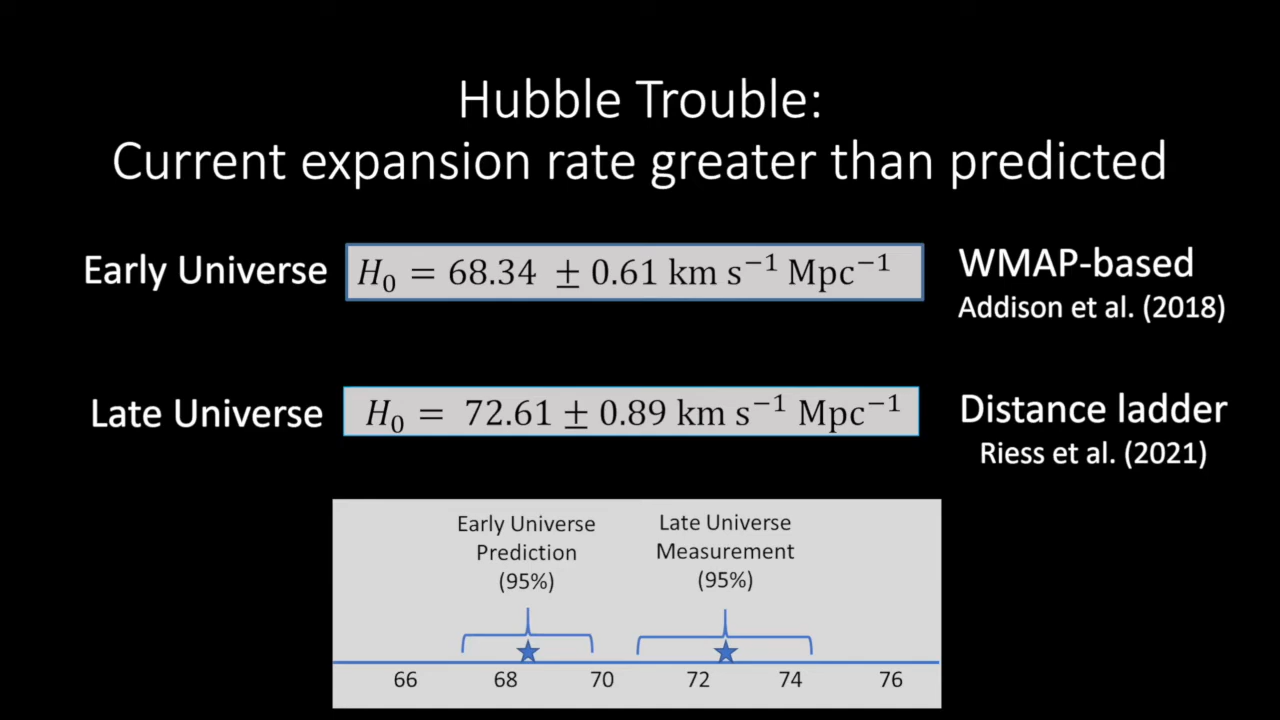 Hubble Trouble:
Current expansion rate greater than predicted
Early Universe
H₀ = 68.34 ± 0.61 km s⁻¹ Mpc⁻¹
WMAP-based
Addison et al. (2018)
Late Universe
H₀ = 72.61 ± 0.89 km s⁻¹ Mpc⁻¹
Distance ladder
Riess et al. (2021)
Early Universe
Prediction
(95%)
Late Universe
Measurement
(95%)
66 68 70 72 74 76